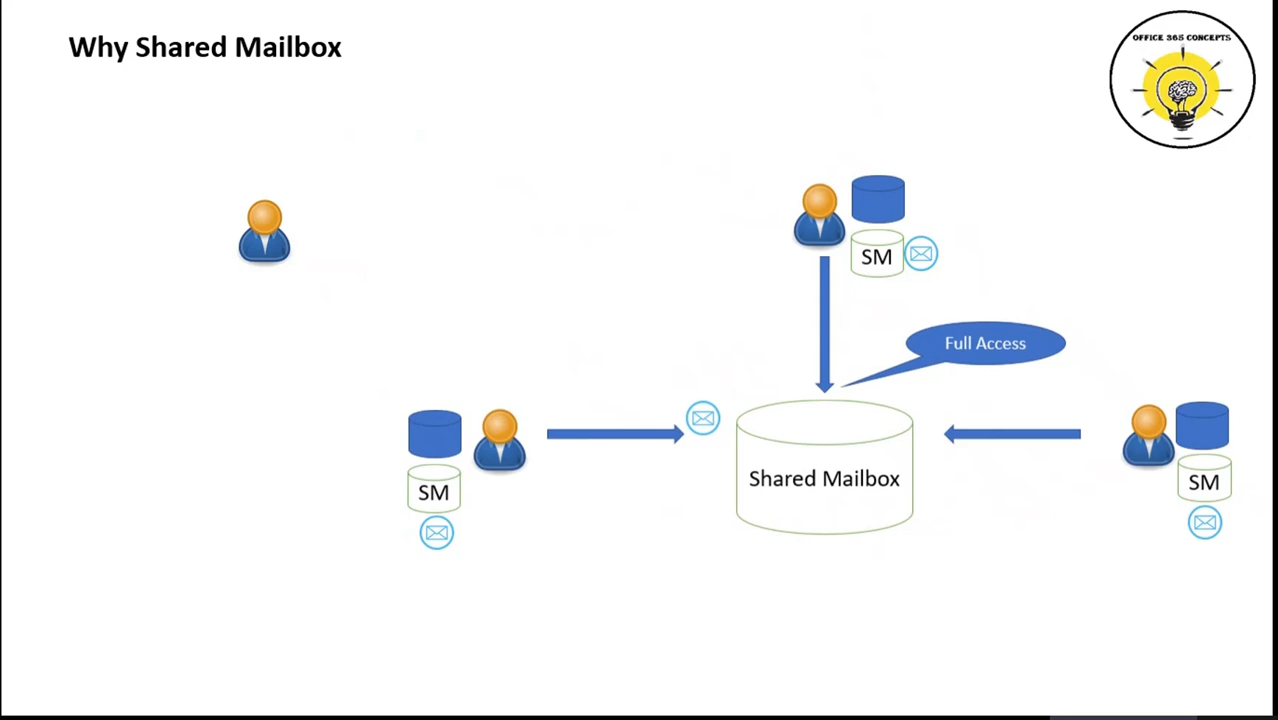 Why Shared Mailbox
OFFICE 365 CONCEPTS
SM
Full Access
SM
Shared Mailbox
SM